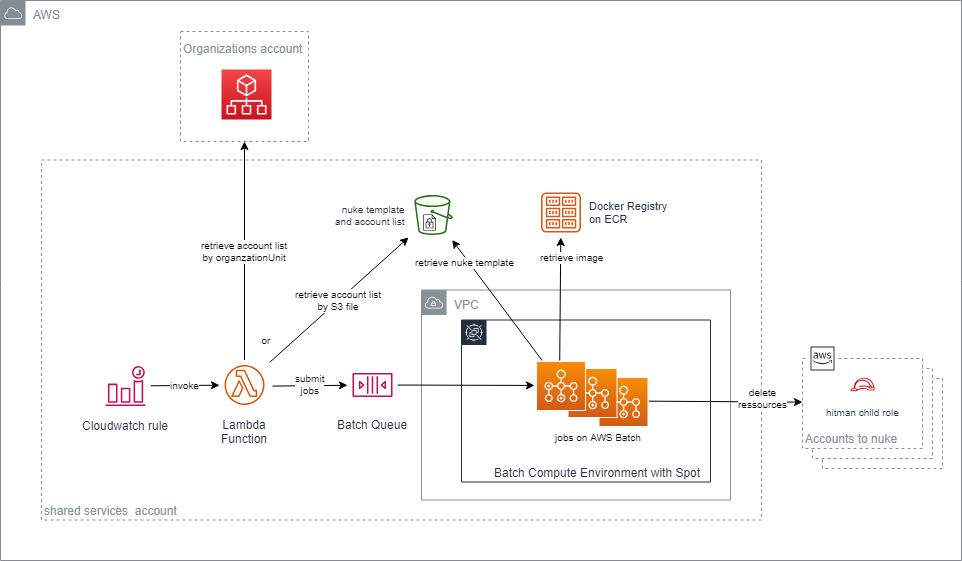 AWS
Organizations account
retrieve account list
by organzationUnit
nuke template
and account list
Docker Registry
on ECR
retrieve nuke template
retrieve image
retrieve account list
by S3 file
or
VPC
invoke
submit
jobs
Cloudwatch rule
Lambda
Function
Batch Queue
jobs on AWS Batch
Batch Compute Environment with Spot
delete
ressources
aws
hitman child role
Accounts to nuke
shared services  account